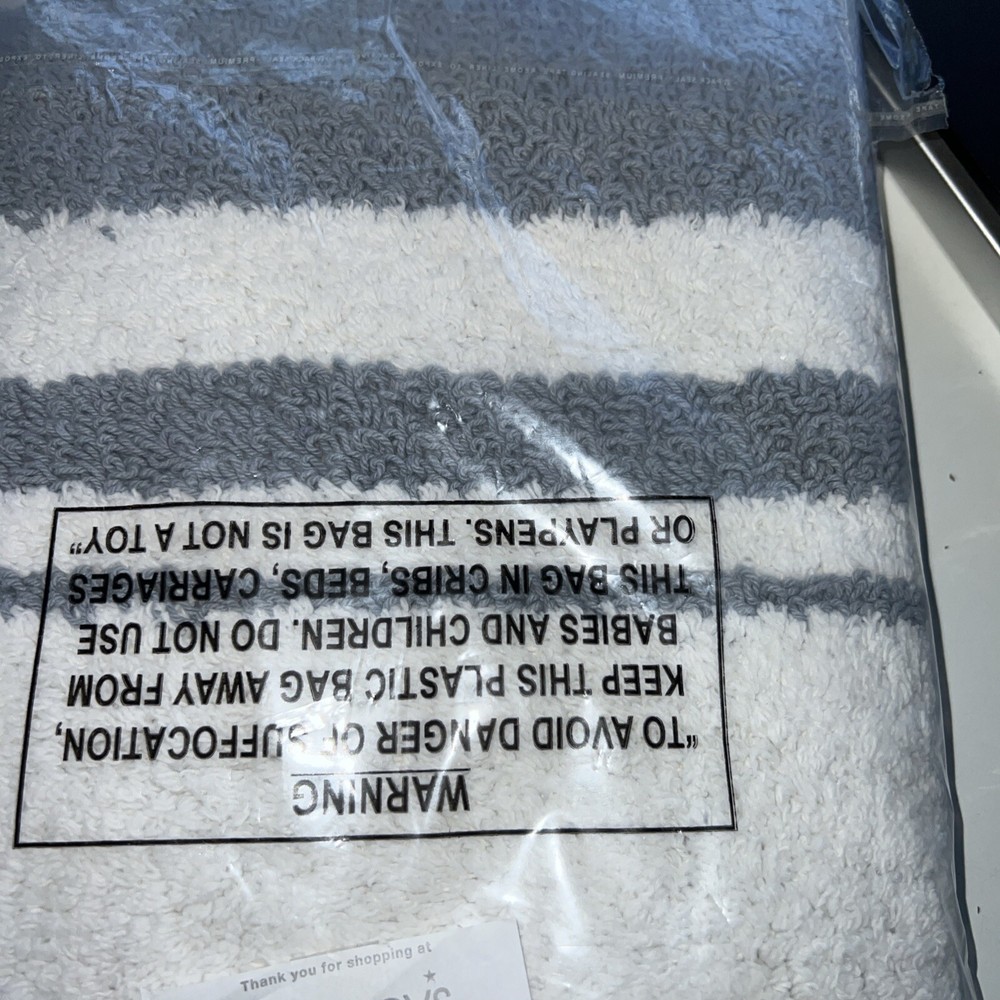 WARNING
"TO AVOID DANGER OF SUFFOCATION,
KEEP THIS PLASTIC BAG AWAY FROM
BABIES AND CHILDREN. DO NOT USE
THIS BAG IN CRIBS, BEDS, CARRIAGES
OR PLAYPENS. THIS BAG IS NOT A TOY"
Thank you for shopping at